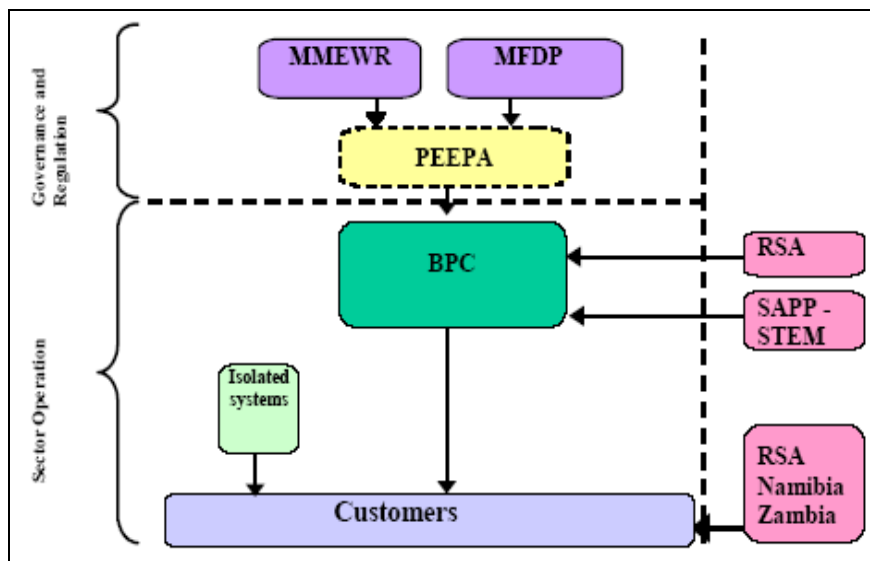 Governance and
Regulation
MMEWR
MFDP
PEEPA
BPC
RSA
SAPP -
STEM
Sector Operation
Isolated
systems
RSA
Namibia
Zambia
Customers